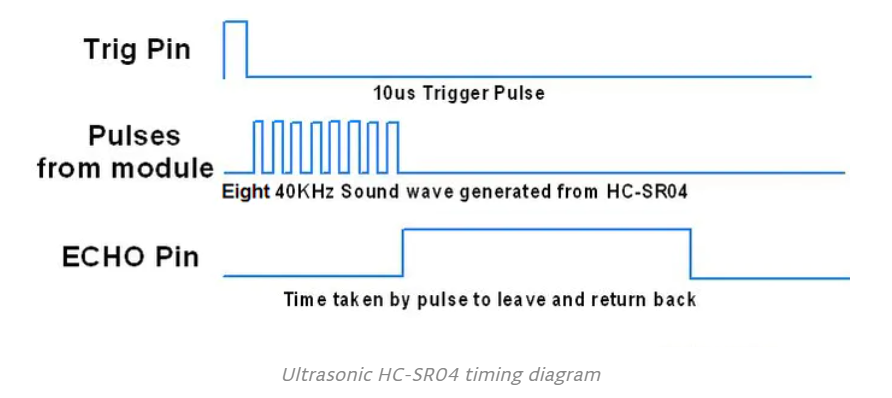 Trig Pin
10us Trigger Pulse
Pulses
from module
Eight 40KHz Sound wave generated from HC-SR04
ECHO Pin
Time taken by pulse to leave and return back
Ultrasonic HC-SR04 timing diagram